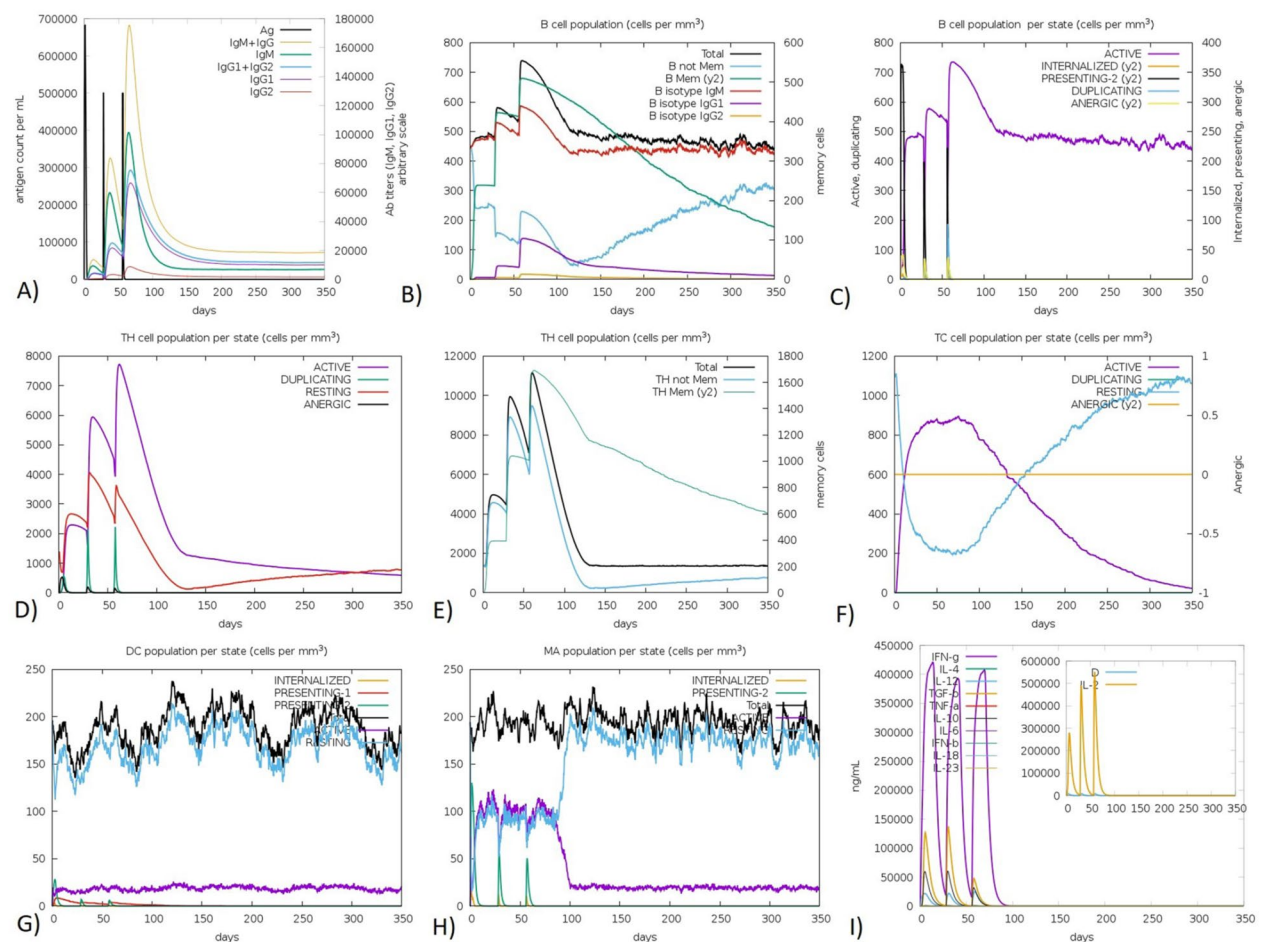 A)
700000
600000
500000
400000
300000
200000
100000
0
antigen count per mL
Ag
IgM+IgG
IgM
IgG1+IgG2
IgG1
IgG2
180000
160000
140000
120000
100000
80000
60000
40000
20000
0
Ab titers (IgM, IgG1, IgG2)
arbitrary scale
0 50 100 150 200 250 300 350
days
B)
B cell population (cells per mm3)
800
700
600
500
400
300
200
100
0
Total
B not Mem
B Mem (y2)
B isotype IgM
B isotype IgG1
B isotype IgG2
600
500
400
300
200
100
0
memory cells
0 50 100 150 200 250 300 350
days
C)
B cell population per state (cells per mm3)
800
700
600
500
400
300
200
100
0
Active, duplicating
ACTIVE
INTERNALIZED (y2)
PRESENTING-2 (y2)
DUPLICATING
ANERGIC (y2)
400
350
300
250
200
150
100
50
0
Internalized, presenting, anergic
0 50 100 150 200 250 300 350
days
D)
TH cell population per state (cells per mm3)
8000
7000
6000
5000
4000
3000
2000
1000
0
ACTIVE
DUPLICATING
RESTING
ANERGIC
0 50 100 150 200 250 300 350
days
E)
TH cell population (cells per mm3)
12000
10000
8000
6000
4000
2000
0
Total
TH not Mem
TH Mem (y2)
1800
1600
1400
1200
1000
800
600
400
200
0
memory cells
0 50 100 150 200 250 300 350
days
F)
TC cell population per state (cells per mm3)
1200
1000
800
600
400
200
0
ACTIVE
DUPLICATING
RESTING
ANERGIC (y2)
1
0.5
0
-0.5
-1
Anergic
0 50 100 150 200 250 300 350
days
G)
DC population per state (cells per mm3)
250
200
150
100
50
0
INTERNALIZED
PRESENTING-1
PRESENTING-2
RESTING
0 50 100 150 200 250 300 350
days
H)
MA population per state (cells per mm3)
250
200
150
100
50
0
INTERNALIZED
PRESENTING-2
Total
ACTIVE
0 50 100 150 200 250 300 350
days
I)
450000
400000
350000
300000
250000
200000
150000
100000
50000
0
ng/mL
IFN-g
IL-4
IL-12
TGF-b
TNF-a
IL-10
IL-6
IFN-b
IL-18
IL-23
600000
500000
400000
300000
200000
100000
0
D
IL-2
0 50 100 150 200 250 300 350
0 50 100 150 200 250 300 350
days